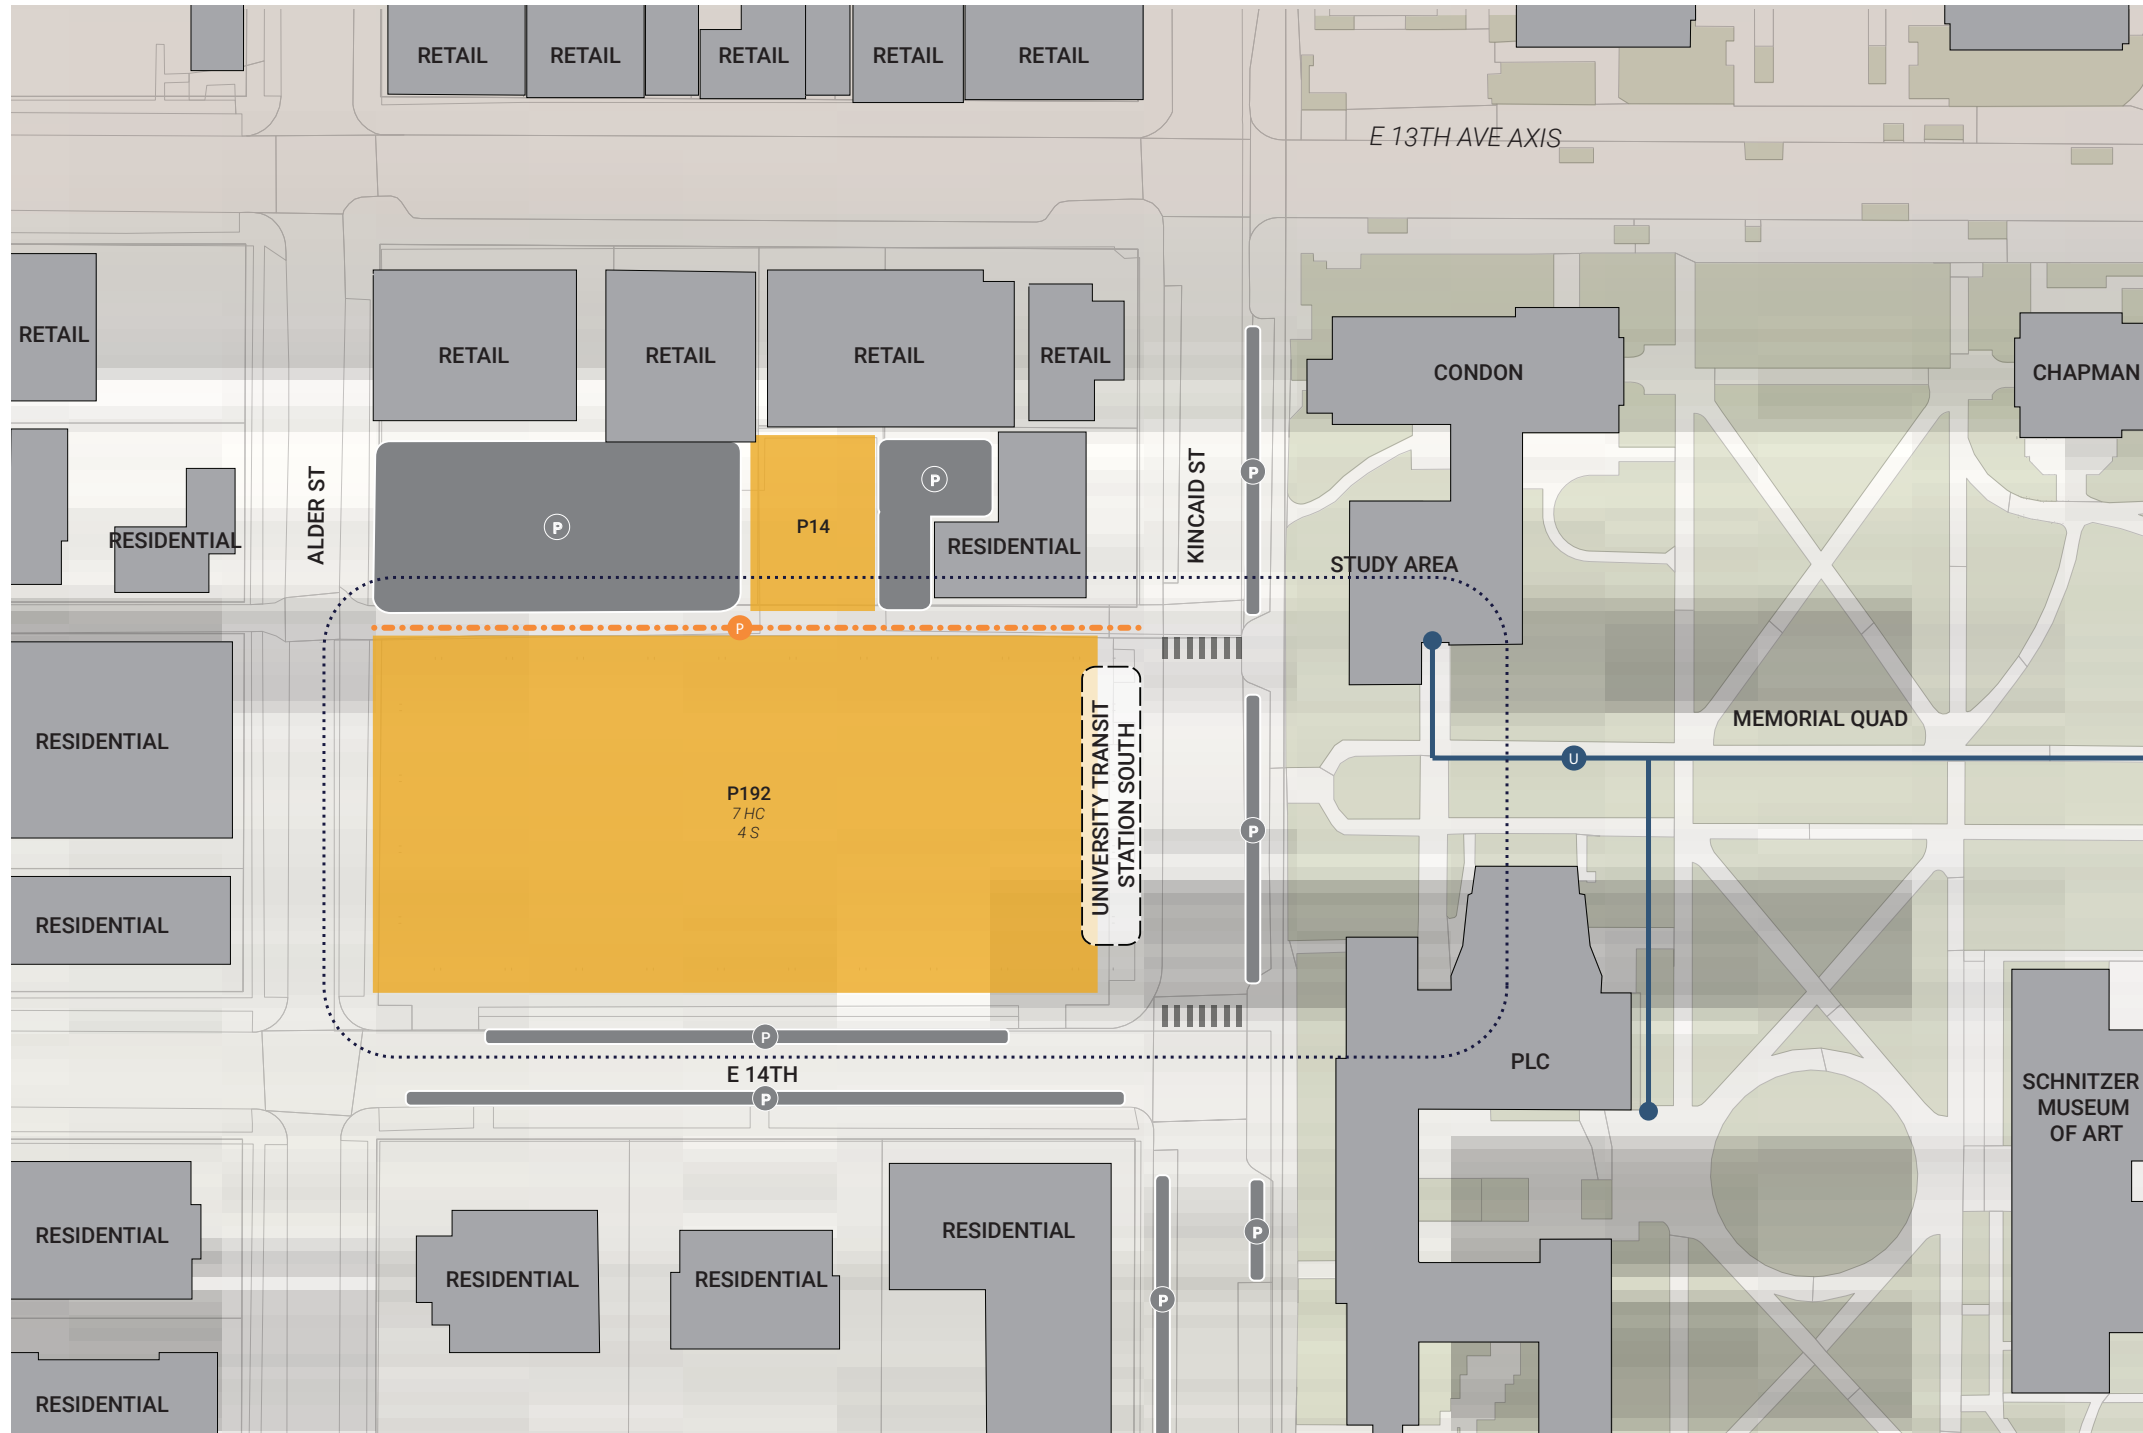 RETAIL
RETAIL
RETAIL
RETAIL
RETAIL
E 13TH AVE AXIS
RETAIL
RETAIL
RETAIL
RETAIL
RETAIL
CONDON
CHAPMAN
ALDER ST
KINCAID ST
P
P
P
P14
RESIDENTIAL
RESIDENTIAL
STUDY AREA
P
RESIDENTIAL
MEMORIAL QUAD
U
P192
7 HC
4 S
UNIVERSITY TRANSIT
STATION SOUTH
P
RESIDENTIAL
P
E 14TH
P
PLC
SCHNITZER
MUSEUM
OF ART
RESIDENTIAL
RESIDENTIAL
RESIDENTIAL
RESIDENTIAL
P
P
RESIDENTIAL